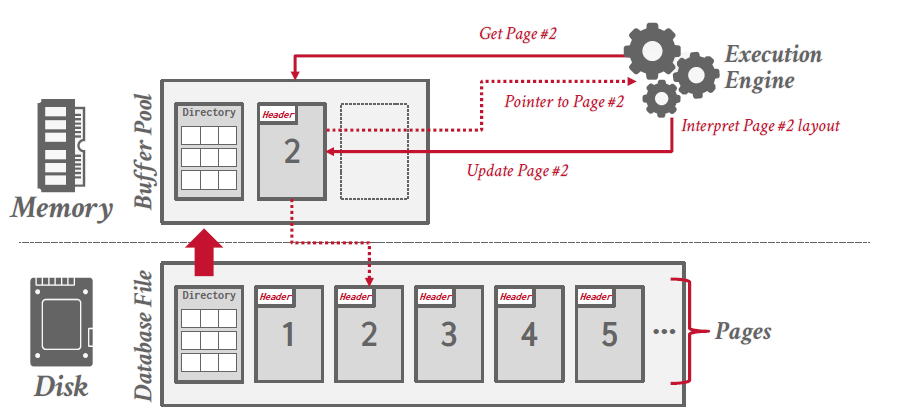 Get Page #2
Execution
Engine
Pointer to Page #2
Interpret Page #2 layout
Update Page #2
Memory
Buffer Pool
Directory
Header
2
Disk
Database File
Directory
Header
1
Header
2
Header
3
Header
4
Header
5
...
Pages